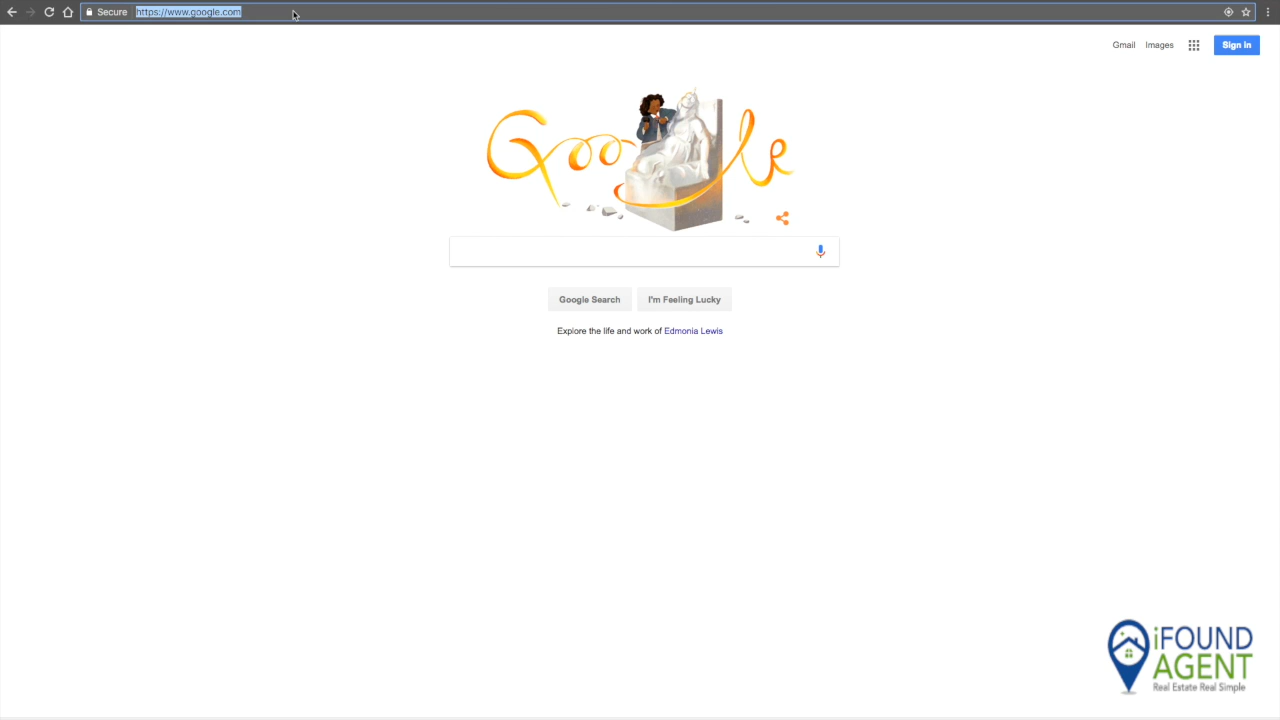 Secure https://www.google.com
Gmail Images Sign in
Google
Google Search I'm Feeling Lucky
Explore the life and work of Edmonia Lewis
iFOUND
AGENT
Real Estate Real Simple